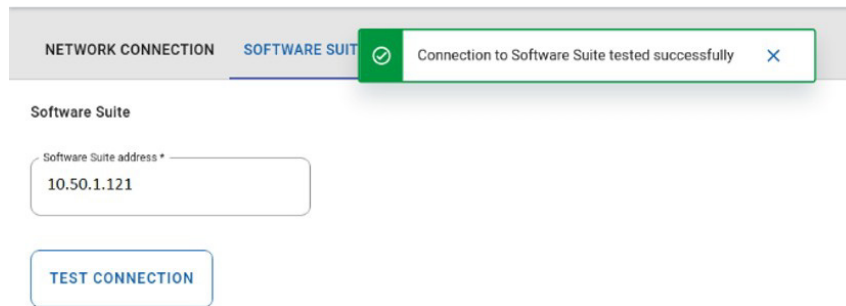 NETWORK CONNECTION SOFTWARE SUIT
Connection to Software Suite tested successfully
Software Suite
Software Suite address *
10.50.1.121
TEST CONNECTION